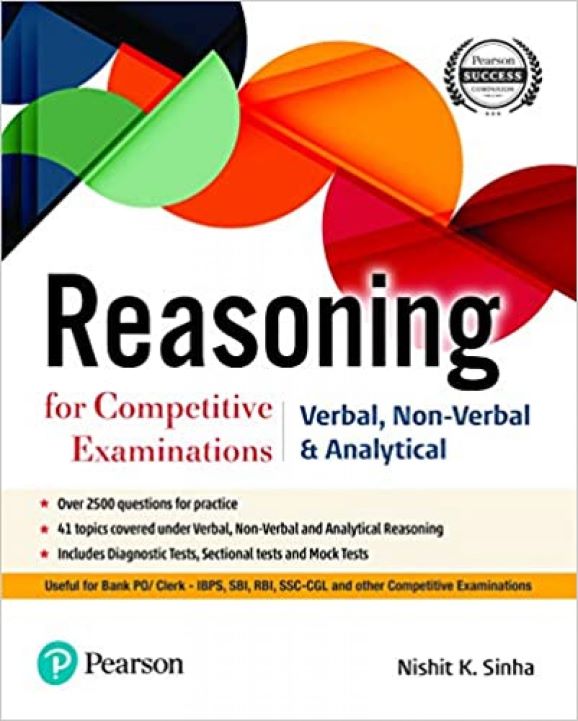 Pearson
SUCCESS
COMPANION
Reasoning
for Competitive
Examinations
Verbal, Non-Verbal
& Analytical
★ Over 2500 questions for practice
★ 41 topics covered under Verbal, Non-Verbal and Analytical Reasoning
★ Includes Diagnostic Tests, Sectional tests and Mock Tests
Useful for Bank PO/ Clerk - IBPS, SBI, RBI, SSC-CGL and other Competitive Examinations
P Pearson
Nishit K. Sinha